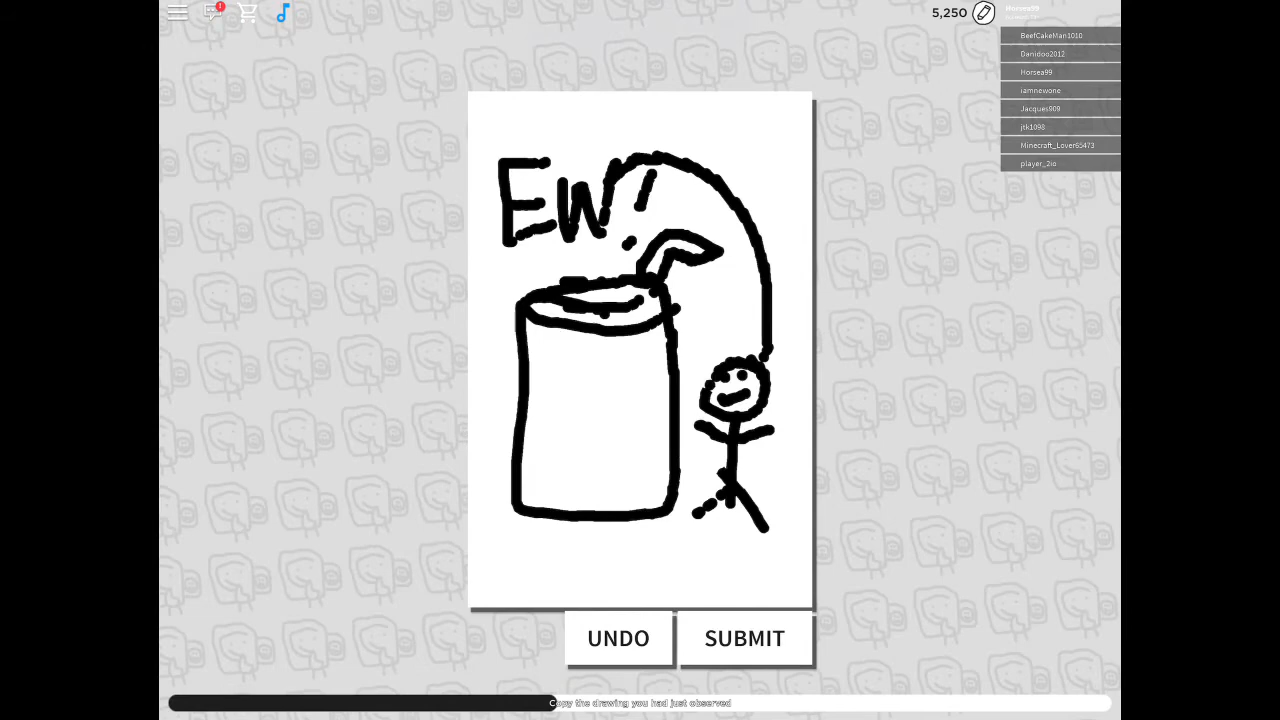 5,250
Horsea99
BeefCakeMan1010
Danidoo2012
Horsea99
iamnewone
Jacques909
jtk1098
Minecraft_Lover65473
player_2io
EW!
UNDO
SUBMIT
Copy the drawing you had just observed